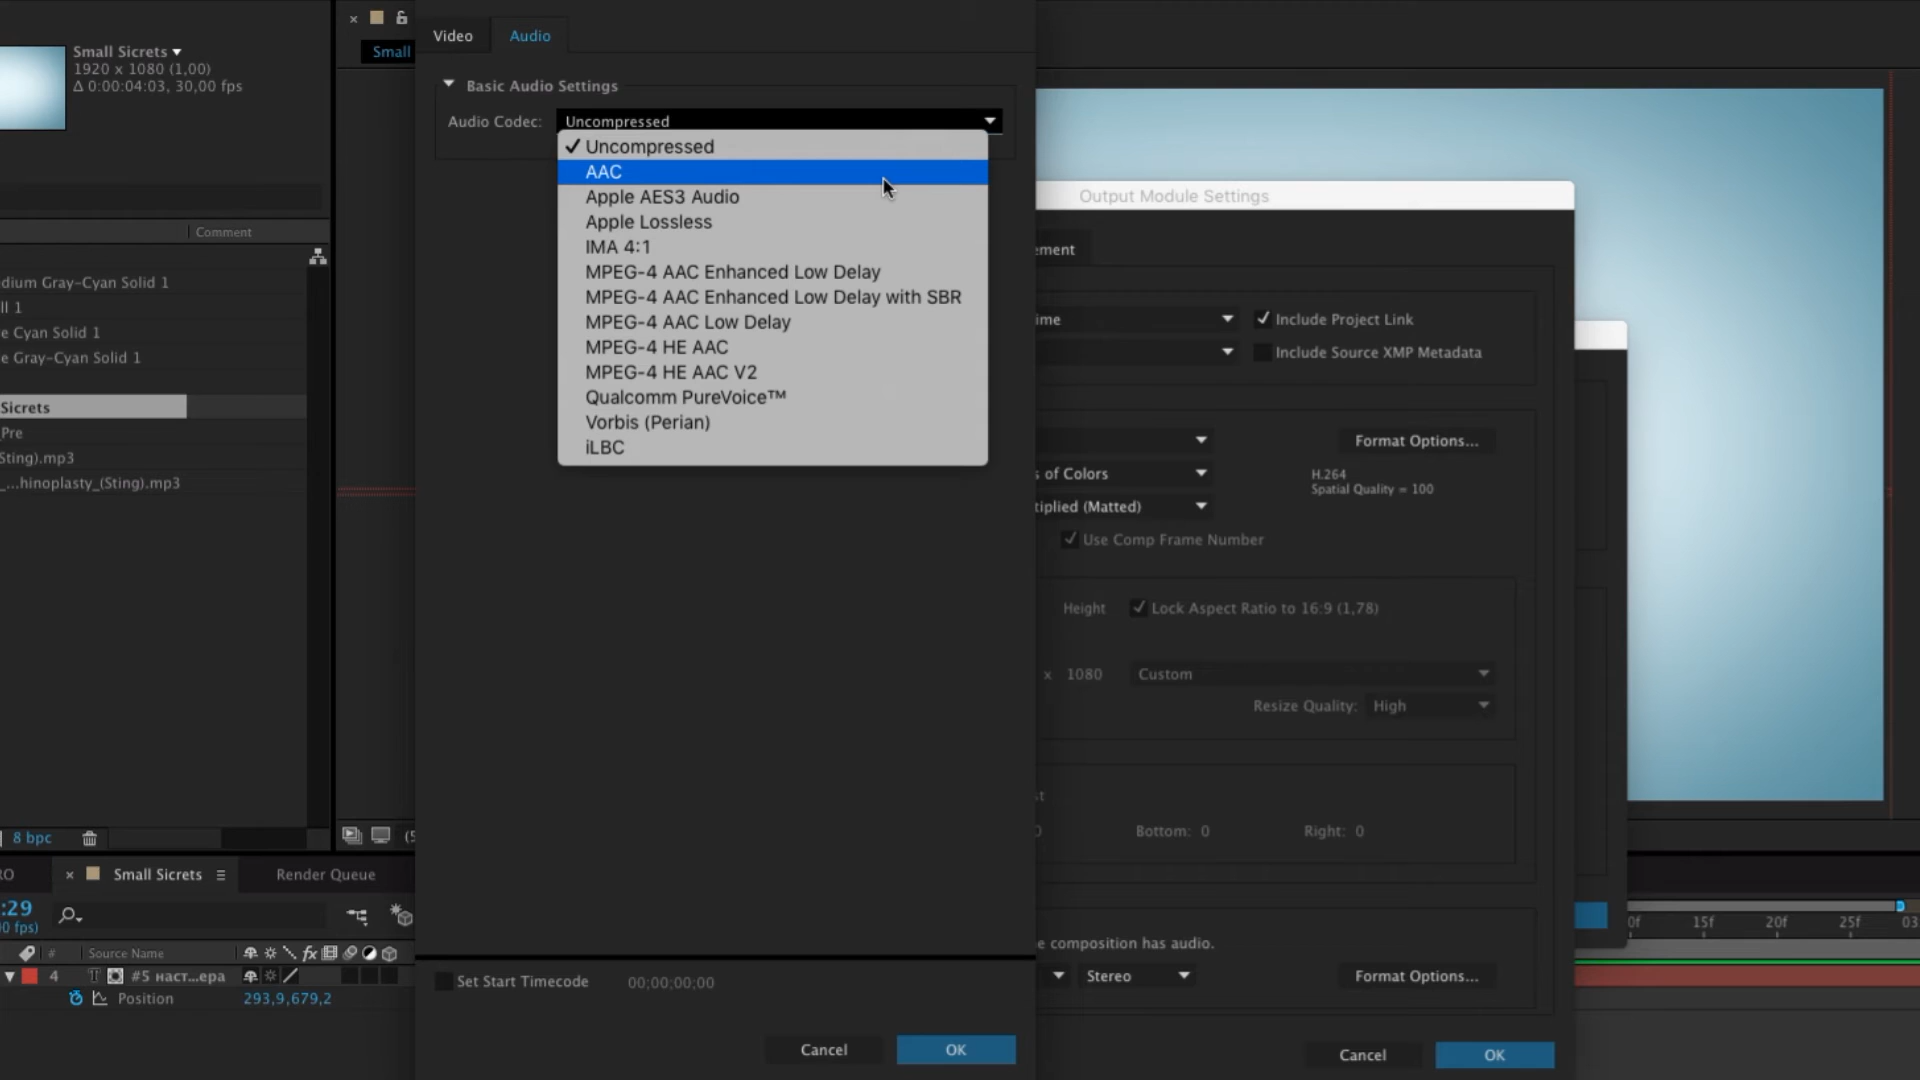 Small Sicrets
1920 x 1080 (1,00)
Δ 0:00:04:03, 30,00 fps
Comment
dium Gray-Cyan Solid 1
ll 1
e Cyan Solid 1
e Gray-Cyan Solid 1
Sicrets
_Pre
Sting).mp3
_...hinoplasty_(Sting).mp3
8 bpc
Small
Video
Audio
Basic Audio Settings
Audio Codec:
Uncompressed
✓ Uncompressed
AAC
Apple AES3 Audio
Apple Lossless
IMA 4:1
MPEG-4 AAC Enhanced Low Delay
MPEG-4 AAC Enhanced Low Delay with SBR
MPEG-4 AAC Low Delay
MPEG-4 HE AAC
MPEG-4 HE AAC V2
Qualcomm PureVoice™
Vorbis (Perian)
iLBC
Set Start Timecode
00;00;00;00
Cancel
OK
Output Module Settings
ement
ime
Include Project Link
Include Source XMP Metadata
Format Options...
s of Colors
H.264
Spatial Quality = 100
tiplied (Matted)
Use Comp Frame Number
Height
Lock Aspect Ratio to 16:9 (1,78)
x 1080
Custom
Resize Quality: High
st
0
Bottom: 0
Right: 0
e composition has audio.
Stereo
Format Options...
Cancel
OK
Small Sicrets
Render Queue
:29
0 fps)
#
Source Name
fx
4
T
#5 наст...ера
Position
293,9,679,2
0f
15f
20f
25f
03